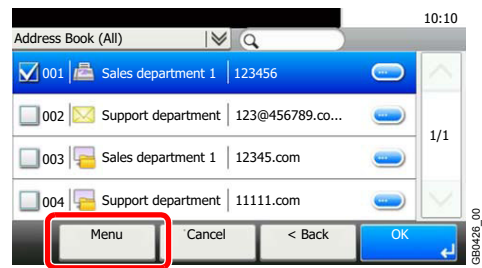 10:10
Address Book (All)
001 Sales department 1 123456
002 Support department 123@456789.co...
1/1
003 Sales department 1 12345.com
004 Support department 11111.com
Menu Cancel < Back OK
GB0426_00